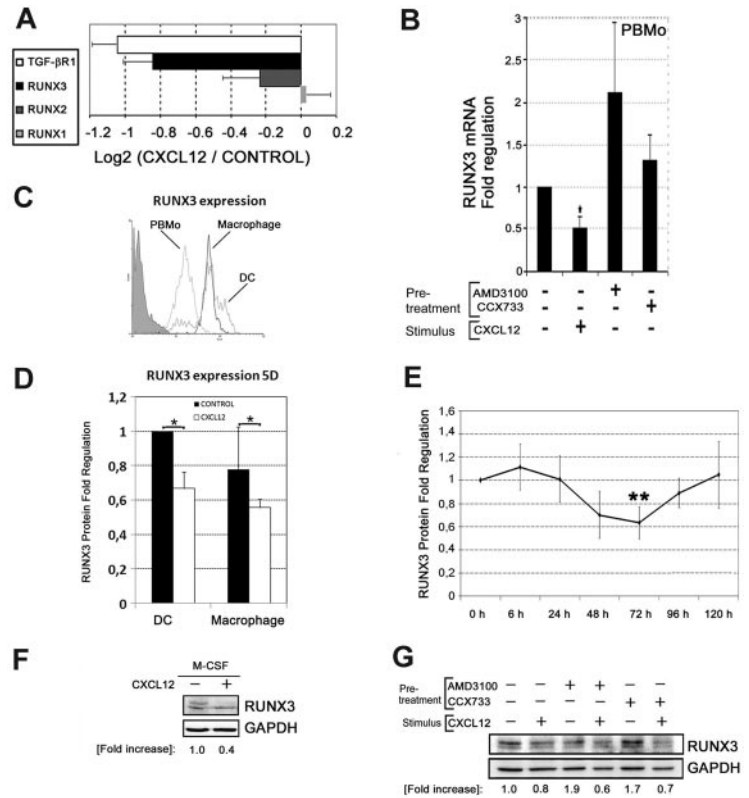 A
TGF-βR1
RUNX3
RUNX2
RUNX1
-1.2 -1 -0.8 -0.6 -0.4 -0.2 0 0.2
Log2 (CXCL12 / CONTROL)
B
PBMo
3
2.5
2
1.5
1
0.5
0
RUNX3 mRNA
Fold regulation
†
Pre-
treatment
AMD3100 - - + -
CCX733 - - - +
Stimulus CXCL12 - + - -
C
RUNX3 expression
PBMo
Macrophage
DC
D
RUNX3 expression 5D
RUNX3 Protein Fold Regulation
1,2
1
0,8
0,6
0,4
0,2
0
CONTROL
CXCL12
* *
DC Macrophage
E
RUNX3 Protein Fold Regulation
1,6
1,4
1,2
1
0,8
0,6
0,4
0,2
0
**
0 h 6 h 24 h 48 h 72 h 96 h 120 h
F
M-CSF
CXCL12 − +
RUNX3
GAPDH
[Fold increase]: 1.0 0.4
G
Pre-
treatment
AMD3100 − − + + − −
CCX733 − − − − + +
Stimulus CXCL12 − + − + − +
RUNX3
GAPDH
[Fold increase]: 1.0 0.8 1.9 0.6 1.7 0.7